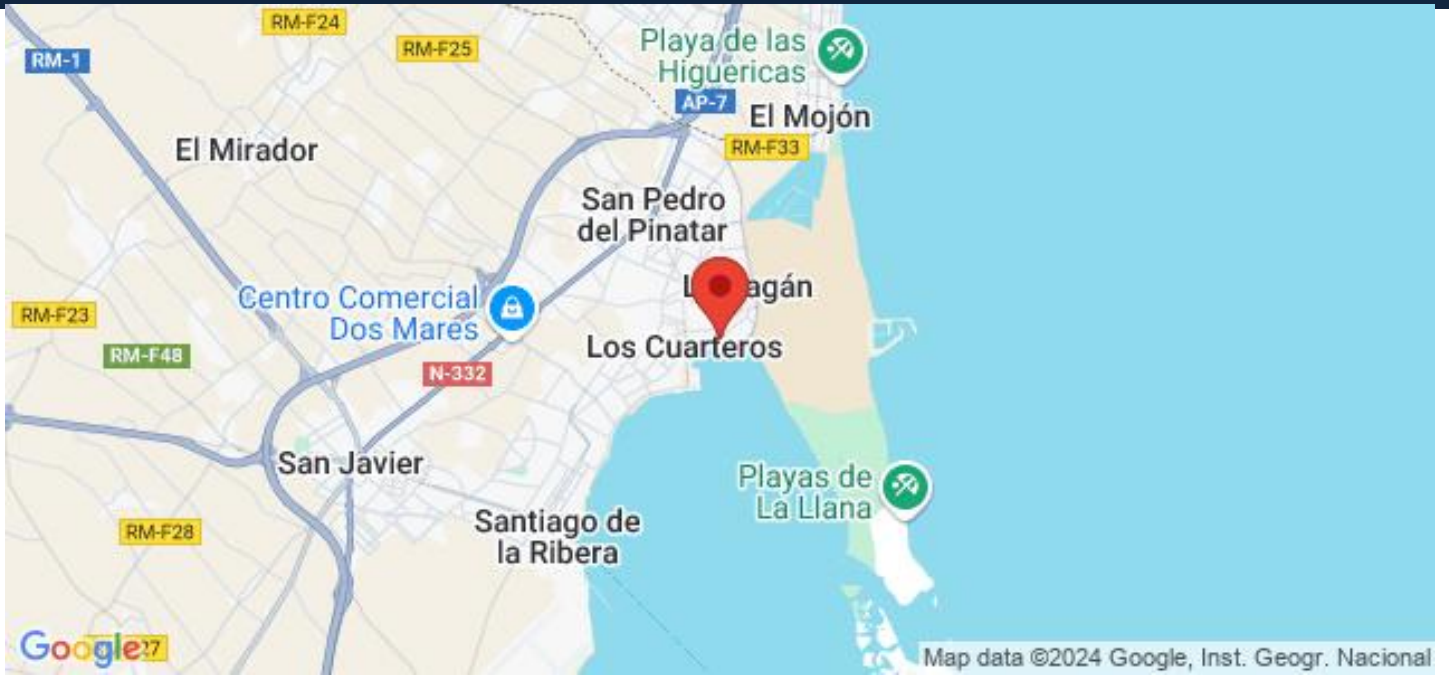 RM-F24
RM-1
RM-F25
Playa de las
Higuericas
AP-7
El Mojón
El Mirador
RM-F33
San Pedro
del Pinatar
Centro Comercial
Dos Mares
RM-F23
Los Cuarteros
RM-F48
N-332
San Javier
Playas de
La Llana
Santiago de
la Ribera
RM-F28
Google
Map data ©2024 Google, Inst. Geogr. Nacional